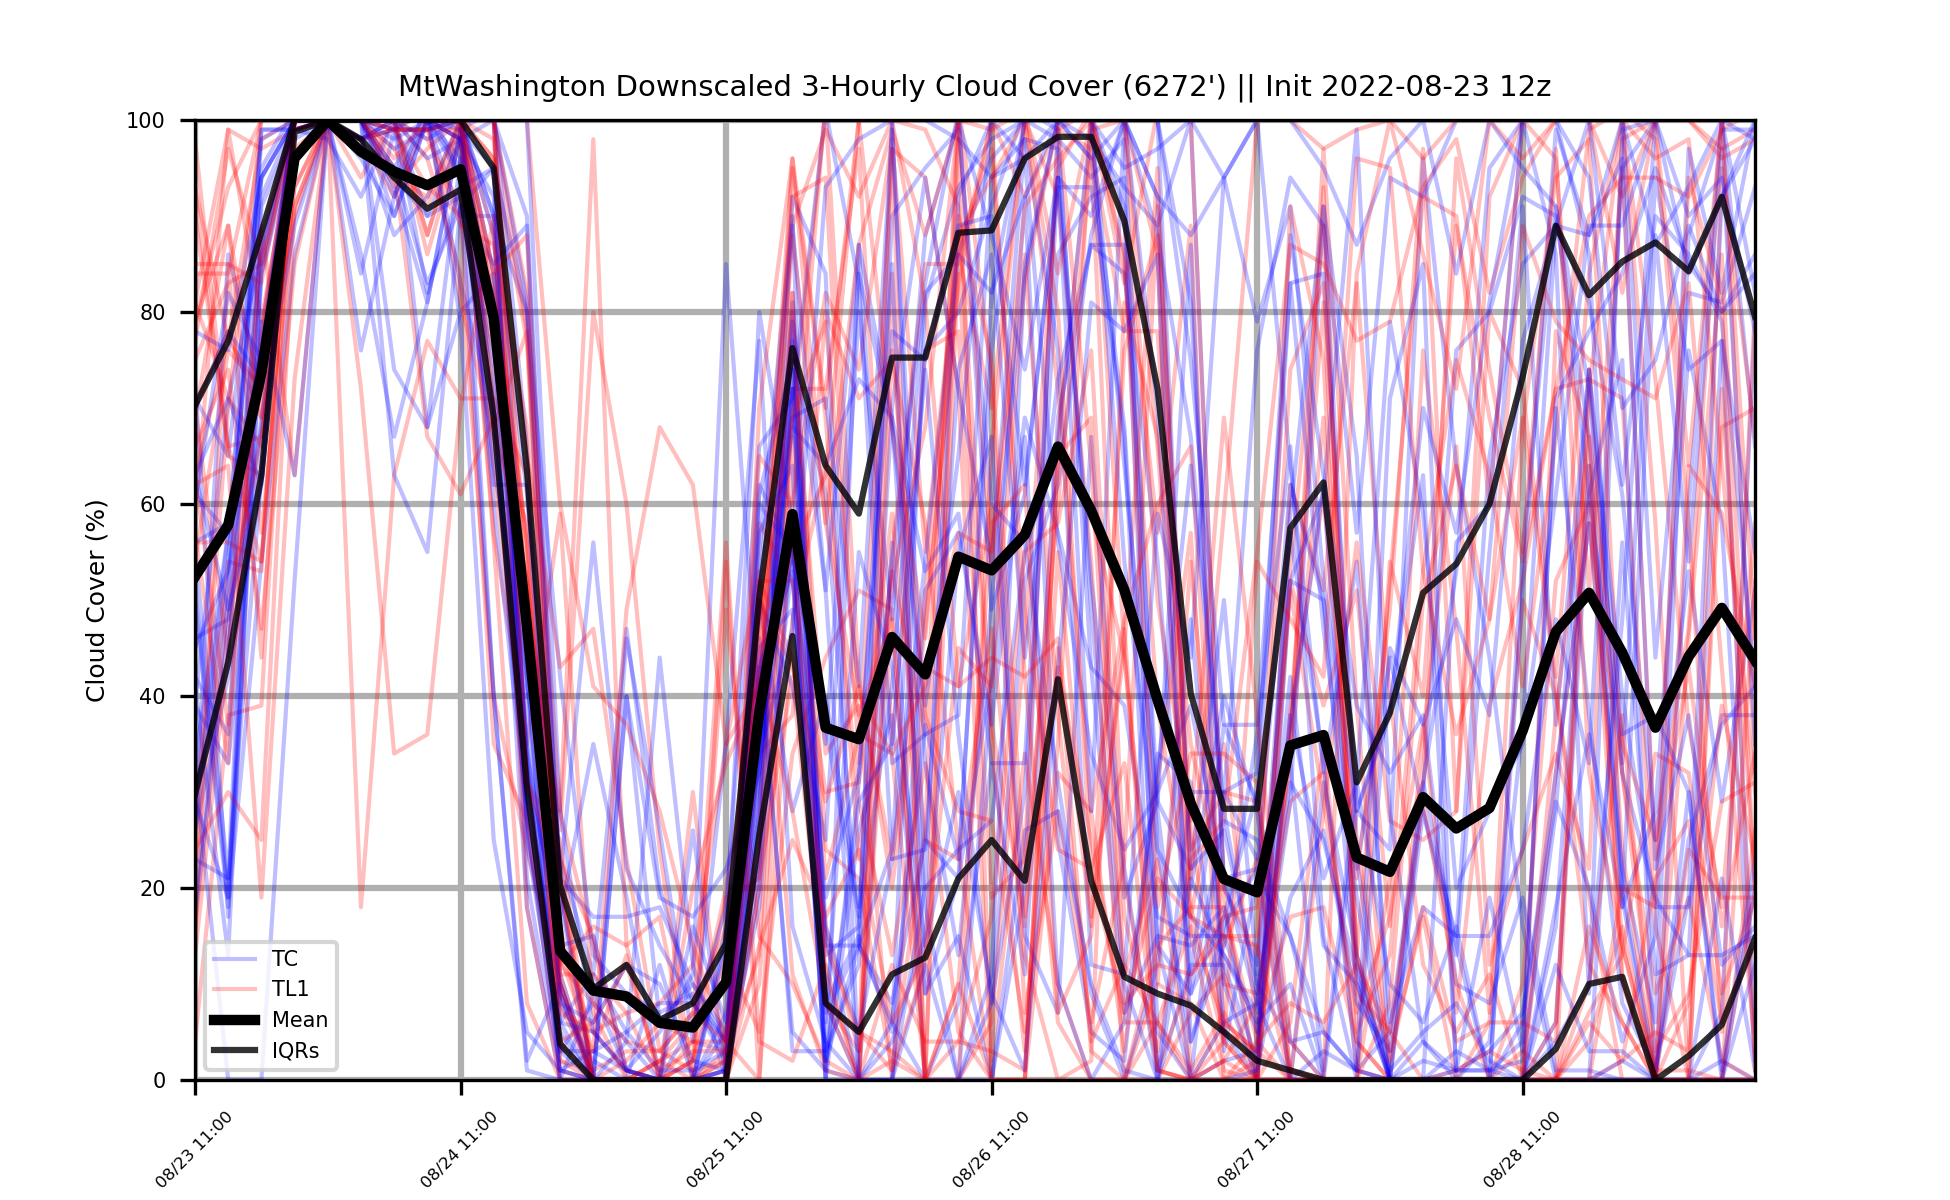 MtWashington Downscaled 3-Hourly Cloud Cover (6272') || Init 2022-08-23 12z
Cloud Cover (%)
100
80
60
40
20
0
TC
TL1
Mean
IQRs
08/23 11:00
08/24 11:00
08/25 11:00
08/26 11:00
08/27 11:00
08/28 11:00